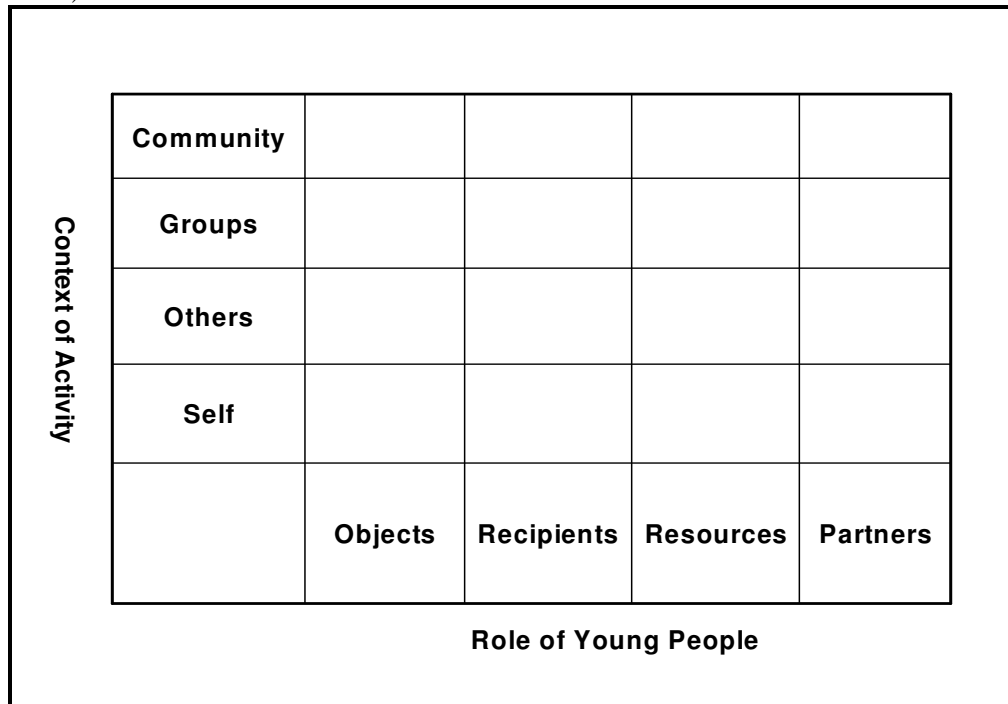 Community
Groups
Others
Self
Context of Activity
Objects Recipients Resources Partners
Role of Young People